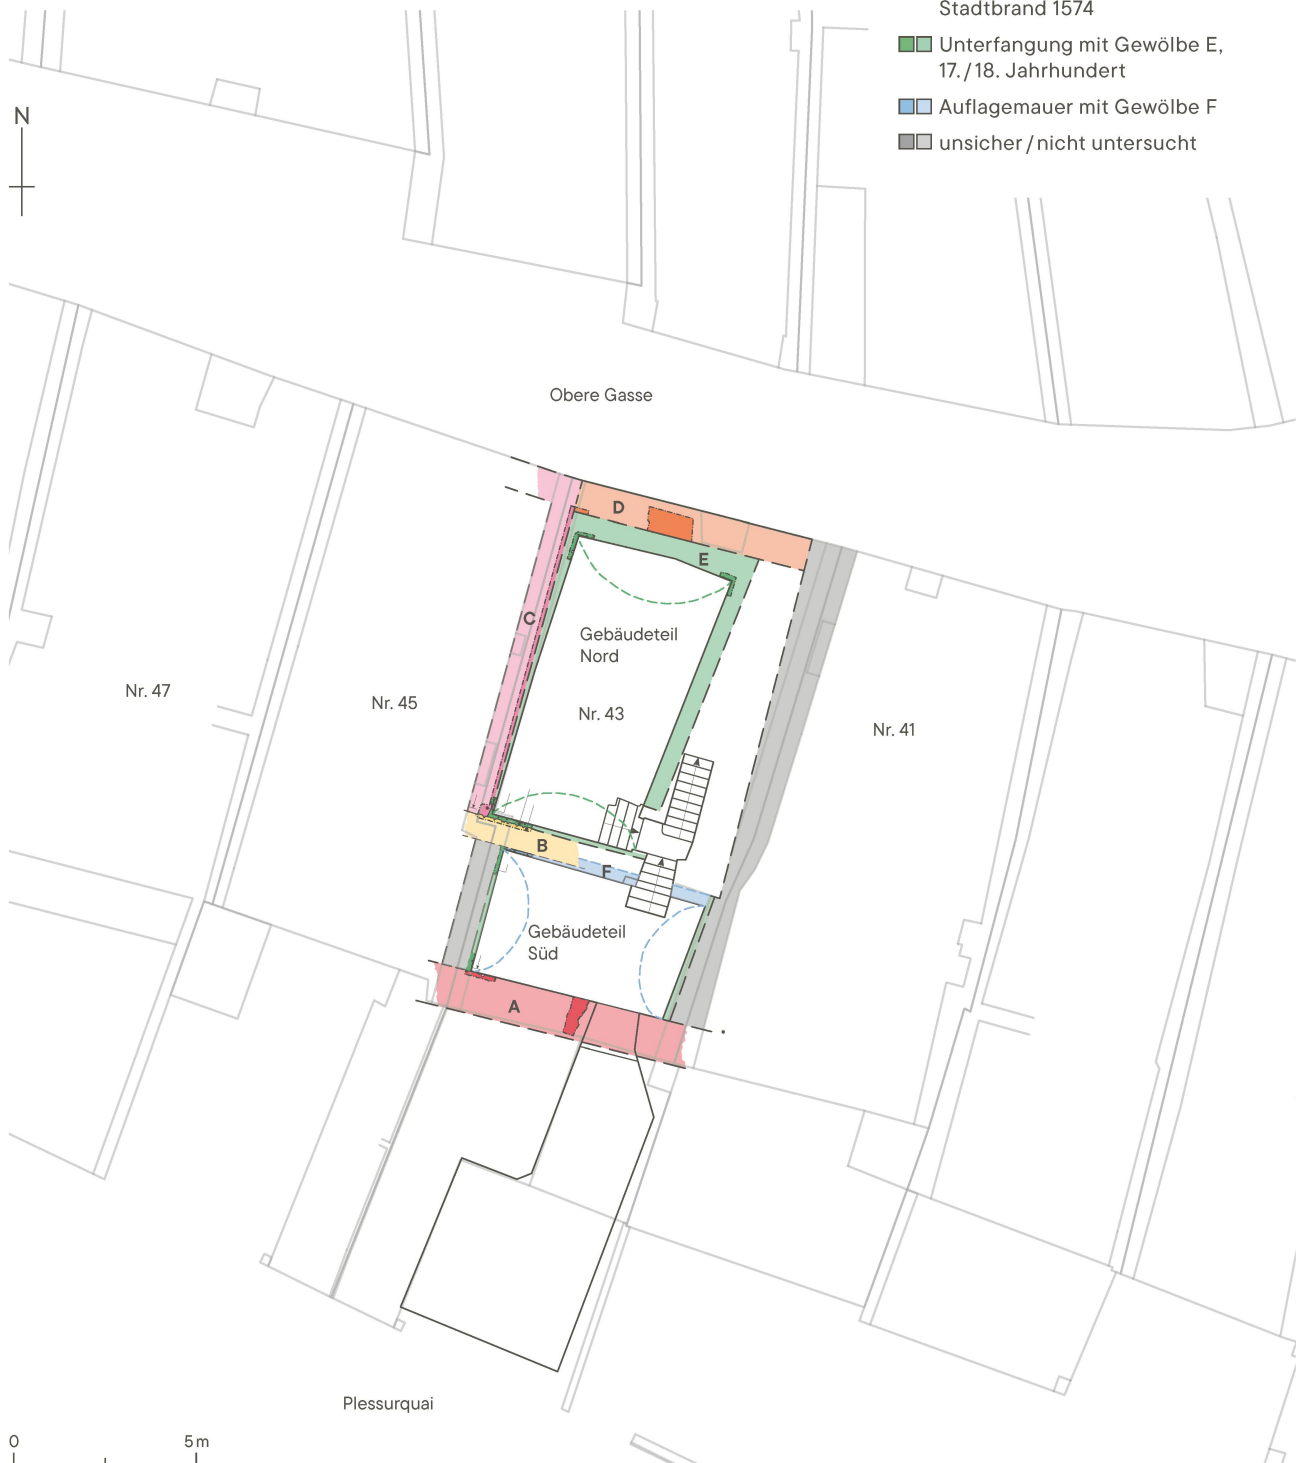 Stadtbrand 1574
Unterfangung mit Gewölbe E,
17./18. Jahrhundert
Auflagemauer mit Gewölbe F
unsicher/nicht untersucht
N
Obere Gasse
D
E
C
Gebäudeteil
Nord
Nr. 47
Nr. 45
Nr. 43
Nr. 41
B
F
Gebäudeteil
Süd
A
Plessurquai
0
5 m